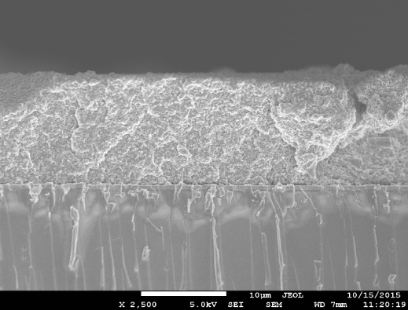 10µm JEOL 10/15/2015
X 2,500 5.0kV SEI SEM WD 7mm 11:20:19